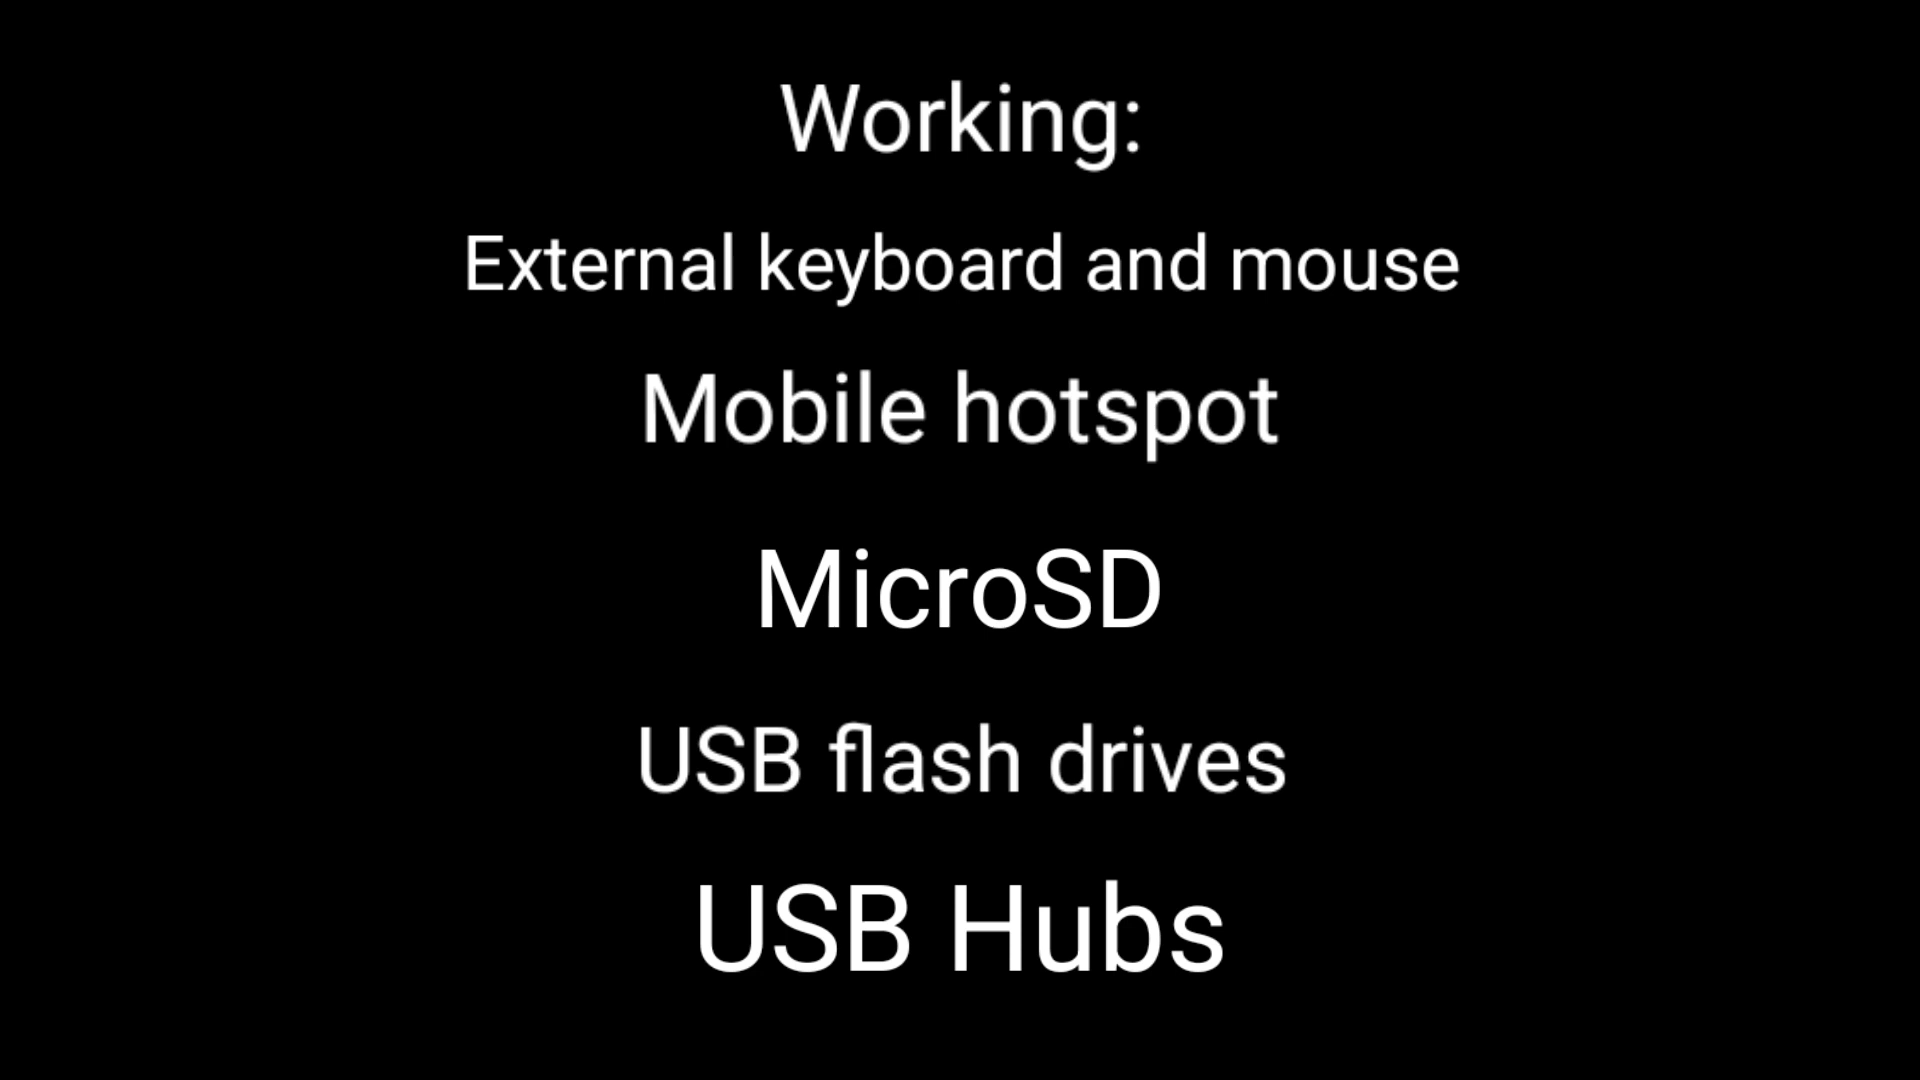 Working:
External keyboard and mouse
Mobile hotspot
MicroSD
USB flash drives
USB Hubs